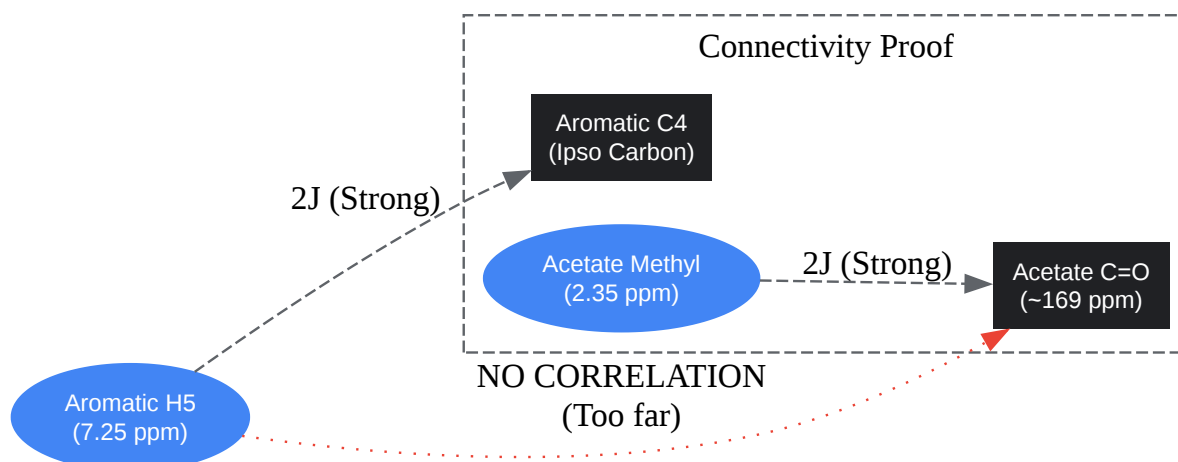 Connectivity Proof
Aromatic C4
(Ipso Carbon)
2J (Strong)
Acetate Methyl
(2.35 ppm)
2J (Strong)
Acetate C=O
(~169 ppm)
NO CORRELATION
(Too far)
Aromatic H5
(7.25 ppm)